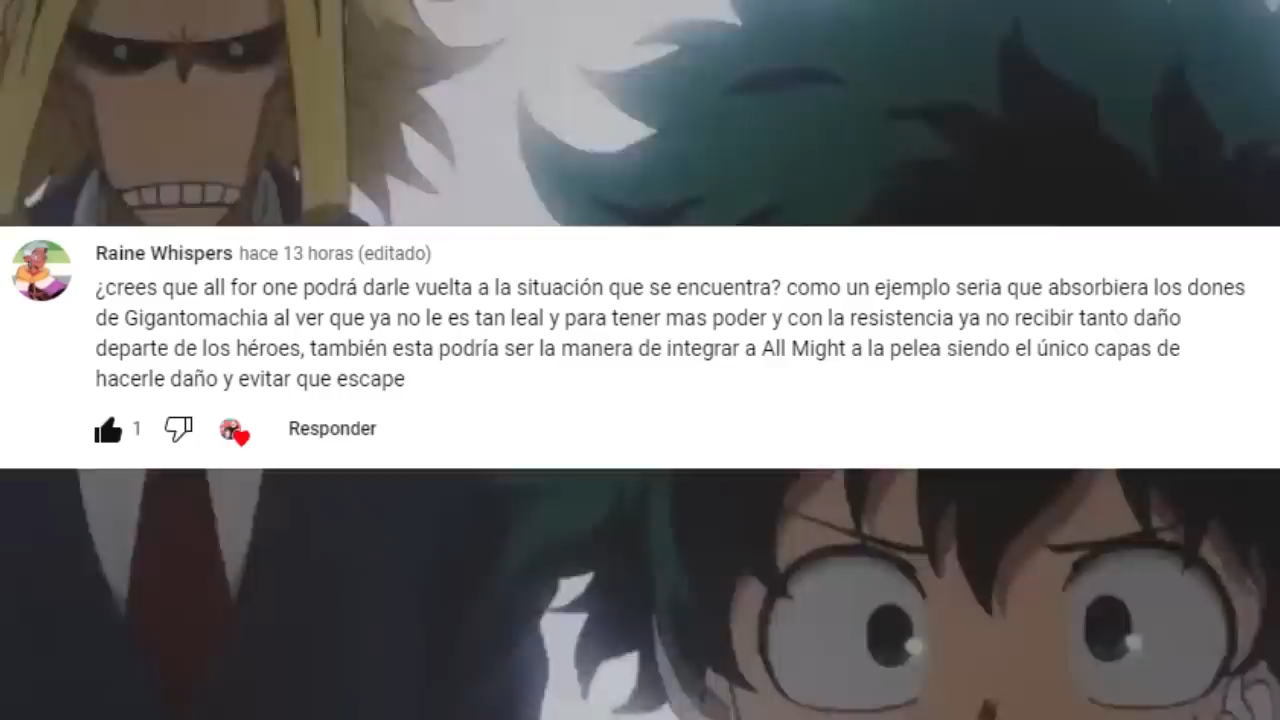 Raine Whispers hace 13 horas (editado)
¿crees que all for one podrá darle vuelta a la situación que se encuentra? como un ejemplo seria que absorbiera los dones
de Gigantomachia al ver que ya no le es tan leal y para tener mas poder y con la resistencia ya no recibir tanto daño
departe de los héroes, también esta podría ser la manera de integrar a All Might a la pelea siendo el único capas de
hacerle daño y evitar que escape
1 Responder